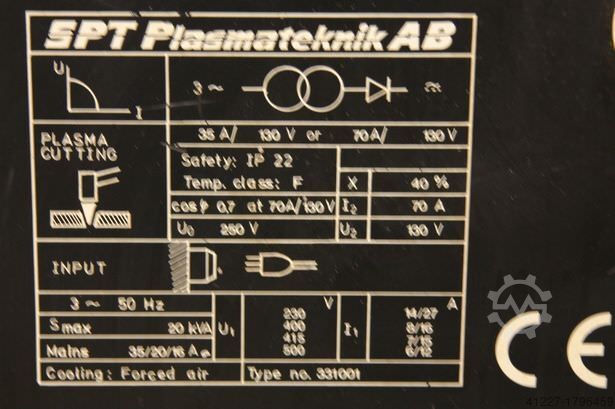 SPT Plasmateknik AB
U
I
3 ~
35 A/ 130 V or 70A/ 130 V
PLASMA
CUTTING
Safety: IP 22
Temp. class: F
X 40 %
cos φ 0,7 at 70A/130V
I₂ 70 A
U₀ 250 V
U₂ 130 V
INPUT
3 ~ 50 Hz
S max 20 kVA
Mains 35/20/16 A
U₁
V
230
400
415
500
I₁
A
14/27
8/16
7/15
6/12
Cooling: Forced air
Type no. 331001
CE